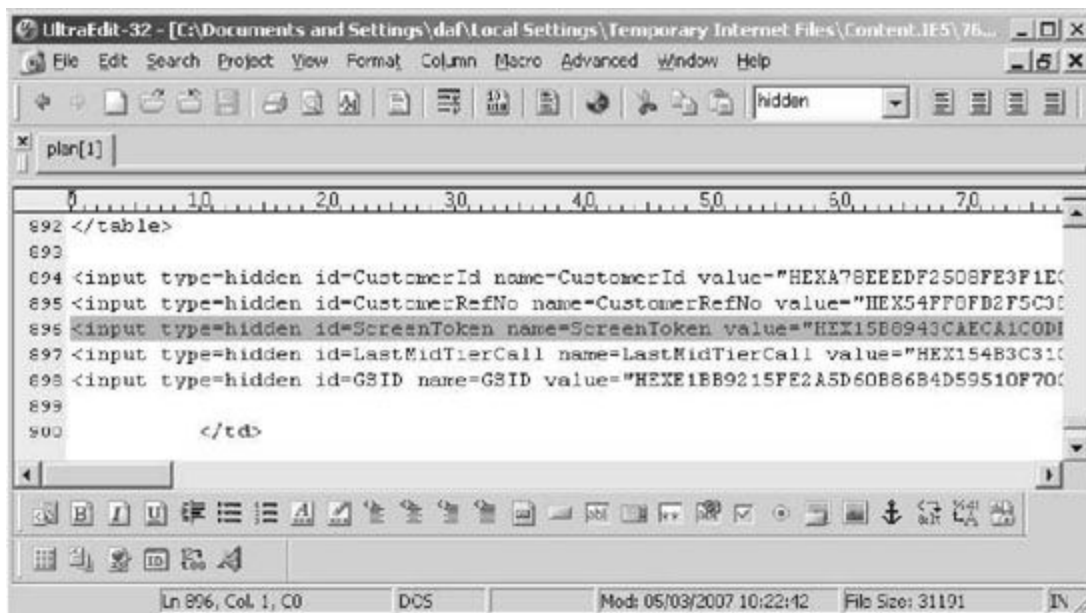 UltraEdit-32 - [C:\Documents and Settings\daf\Local Settings\Temporary Internet Files\Content.IE5\76...
File Edit Search Project View Format Column Macro Advanced Window Help
hidden
plan[1]
0 10 20 30 40 50 60 70
892 </table>
893
894 <input type=hidden id=CustomerId name=CustomerId value="HEXA78EEEDF2508FE3F1E
895 <input type=hidden id=CustomerRefNo name=CustomerRefNo value="HEX54FF0FD2F5C3
896 <input type=hidden id=ScreenToken name=ScreenToken value="HEX15B8943CAECA1C0D
897 <input type=hidden id=LastMidTierCall name=LastMidTierCall value="HEX154B3C31
898 <input type=hidden id=GSID name=GSID value="HEXE1BB9215FE2A5D60B86B4D59510F70
899
900 </td>
Ln 896, Col. 1, C0 DOS Mod: 05/03/2007 10:22:42 File Size: 31191 IN